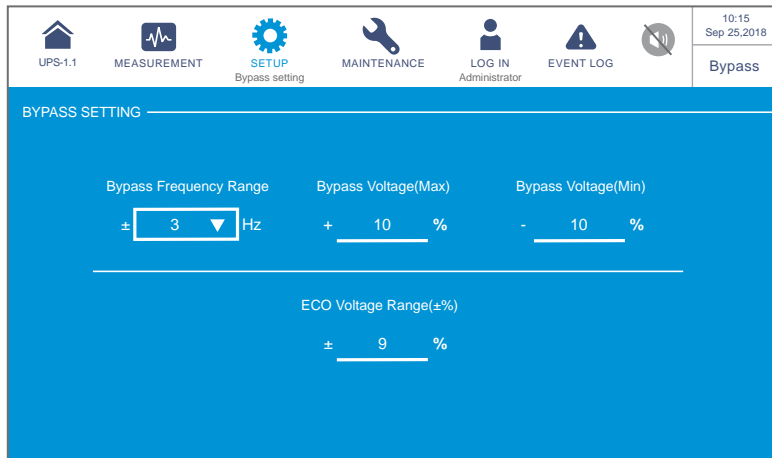 10:15
Sep 25,2018
UPS-1.1
MEASUREMENT
SETUP
Bypass setting
MAINTENANCE
LOG IN
Administrator
EVENT LOG
Bypass
BYPASS SETTING
Bypass Frequency Range
Bypass Voltage(Max)
Bypass Voltage(Min)
± 3 Hz
+ 10 %
- 10 %
ECO Voltage Range(±%)
± 9 %